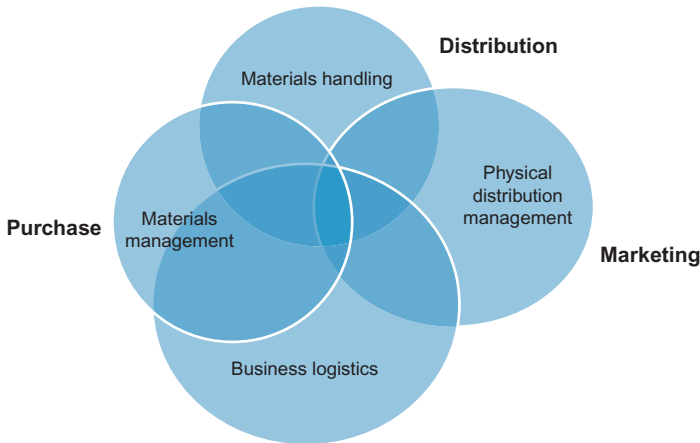 Distribution
Materials handling
Physical
distribution
management
Materials
management
Purchase
Marketing
Business logistics